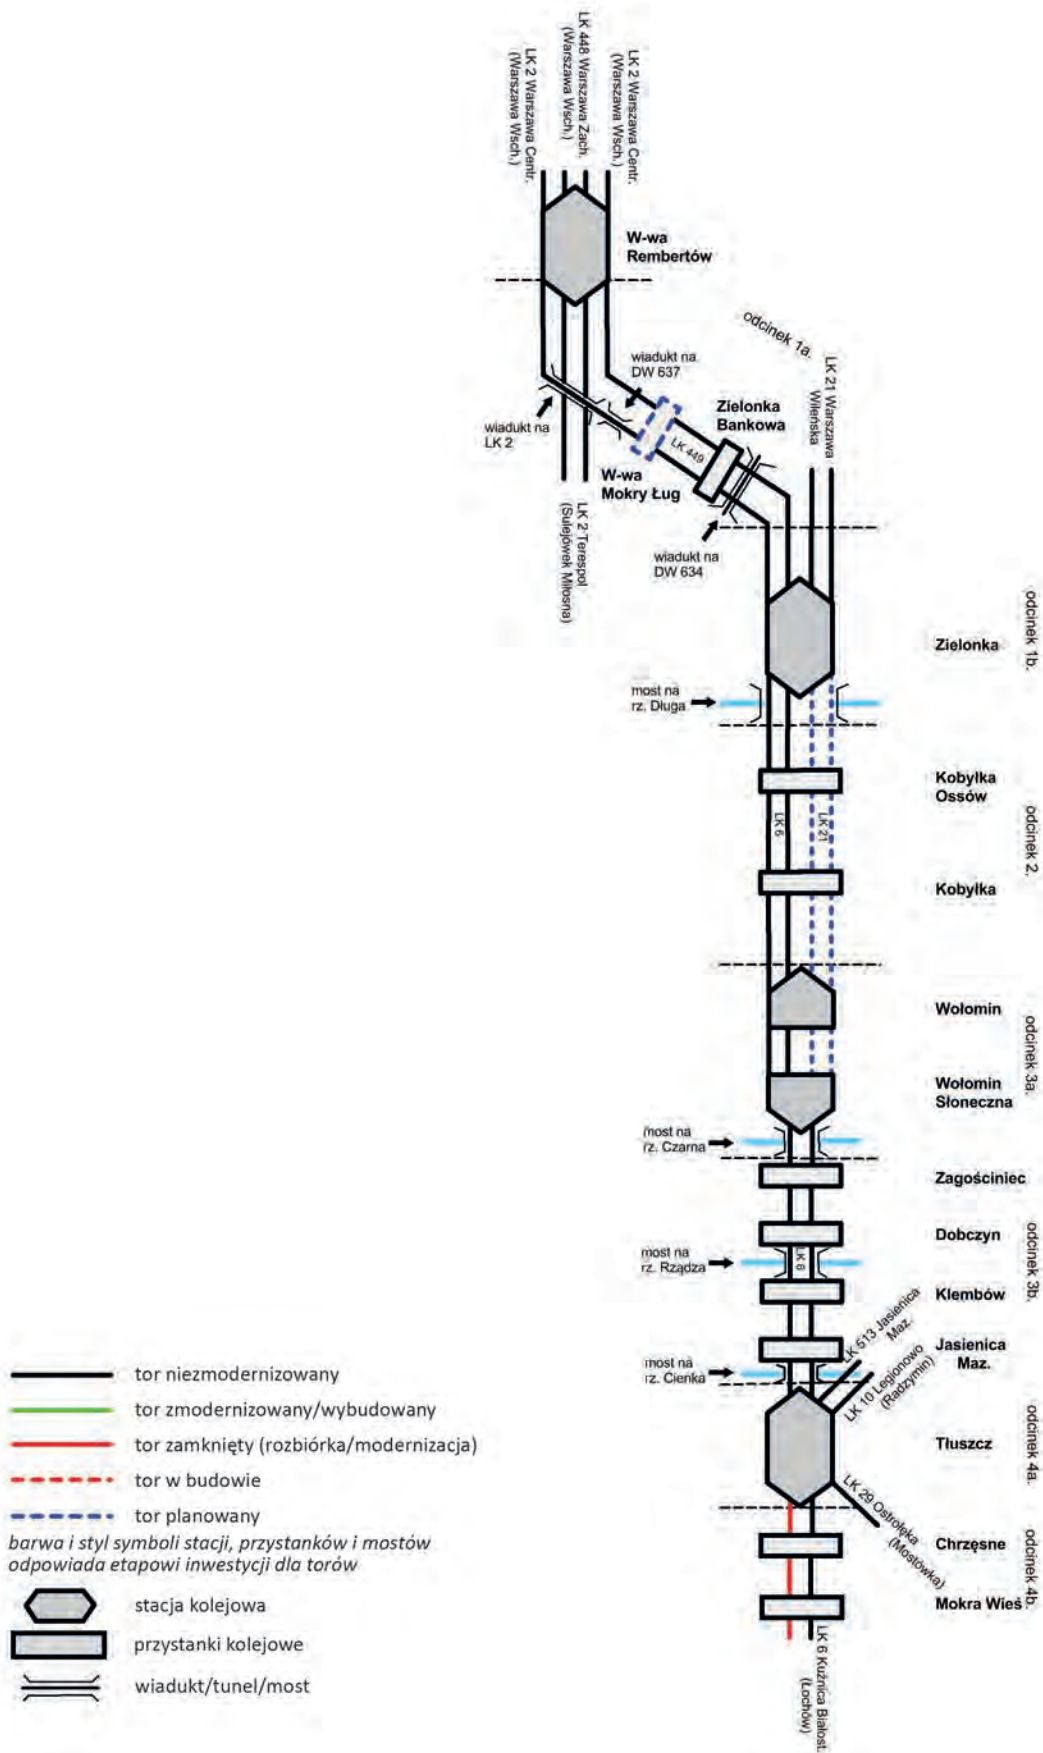 LK 2 Warszawa Centr.
(Warszawa Wsch.)
LK 448 Warszawa Zach.
(Warszawa Wsch.)
LK 2 Warszawa Centr.
(Warszawa Wsch.)
W-wa
Rembertów
odcinek 1a.
wiadukt na
DW 637
LK 21 Warszawa
Wileńska
Zielonka
Bankowa
wiadukt na
LK 2
LK 449
W-wa
Mokry Ług
LK 2 Terespol
(Sulejówek Miłosna)
wiadukt na
DW 634
odcinek 1b.
Zielonka
most na
rz. Długa
Kobyłka
Ossów
LK 6
LK 21
odcinek 2.
Kobyłka
Wołomin
odcinek 3a.
Wołomin
Słoneczna
most na
rz. Czarna
Zagościniec
Dobczyn
most na
rz. Rządza
LK 6
odcinek 3b.
Klembów
LK 513 Jasienica
Maz.
Jasienica
Maz.
most na
rz. Cienka
LK 10 Legionowo
(Radzymin)
Tłuszcz
odcinek 4a.
LK 29 Ostrołęka
(Mostówka)
Chrzęsne
odcinek 4b.
Mokra Wieś
LK 6 Kuźnica Białost.
(Łochów)
tor niezmodernizowany
tor zmodernizowany/wybudowany
tor zamknięty (rozbiórka/modernizacja)
tor w budowie
tor planowany
barwa i styl symboli stacji, przystanków i mostów
odpowiada etapowi inwestycji dla torów
stacja kolejowa
przystanki kolejowe
wiadukt/tunel/most